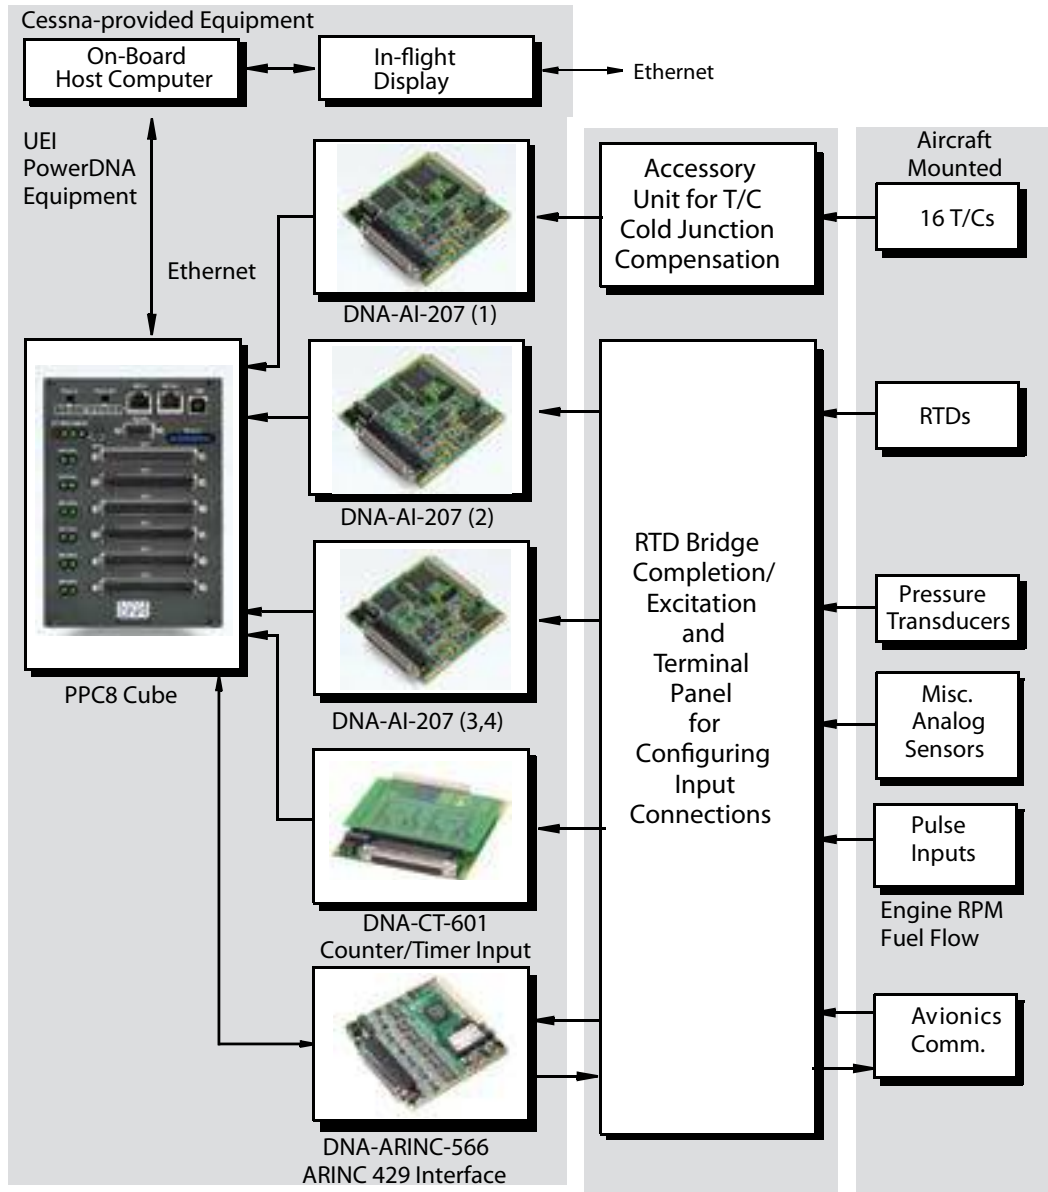 Cessna-provided Equipment
On-Board
Host Computer
In-flight
Display
Ethernet
UEI
PowerDNA
Equipment
Ethernet
DNA-AI-207 (1)
Accessory
Unit for T/C
Cold Junction
Compensation
Aircraft
Mounted
16 T/Cs
DNA-AI-207 (2)
RTDs
PPC8 Cube
DNA-AI-207 (3,4)
RTD Bridge
Completion/
Excitation
and
Terminal
Panel
for
Configuring
Input
Connections
Pressure
Transducers
Misc.
Analog
Sensors
Pulse
Inputs
Engine RPM
Fuel Flow
DNA-CT-601
Counter/Timer Input
Avionics
Comm.
DNA-ARINC-566
ARINC 429 Interface